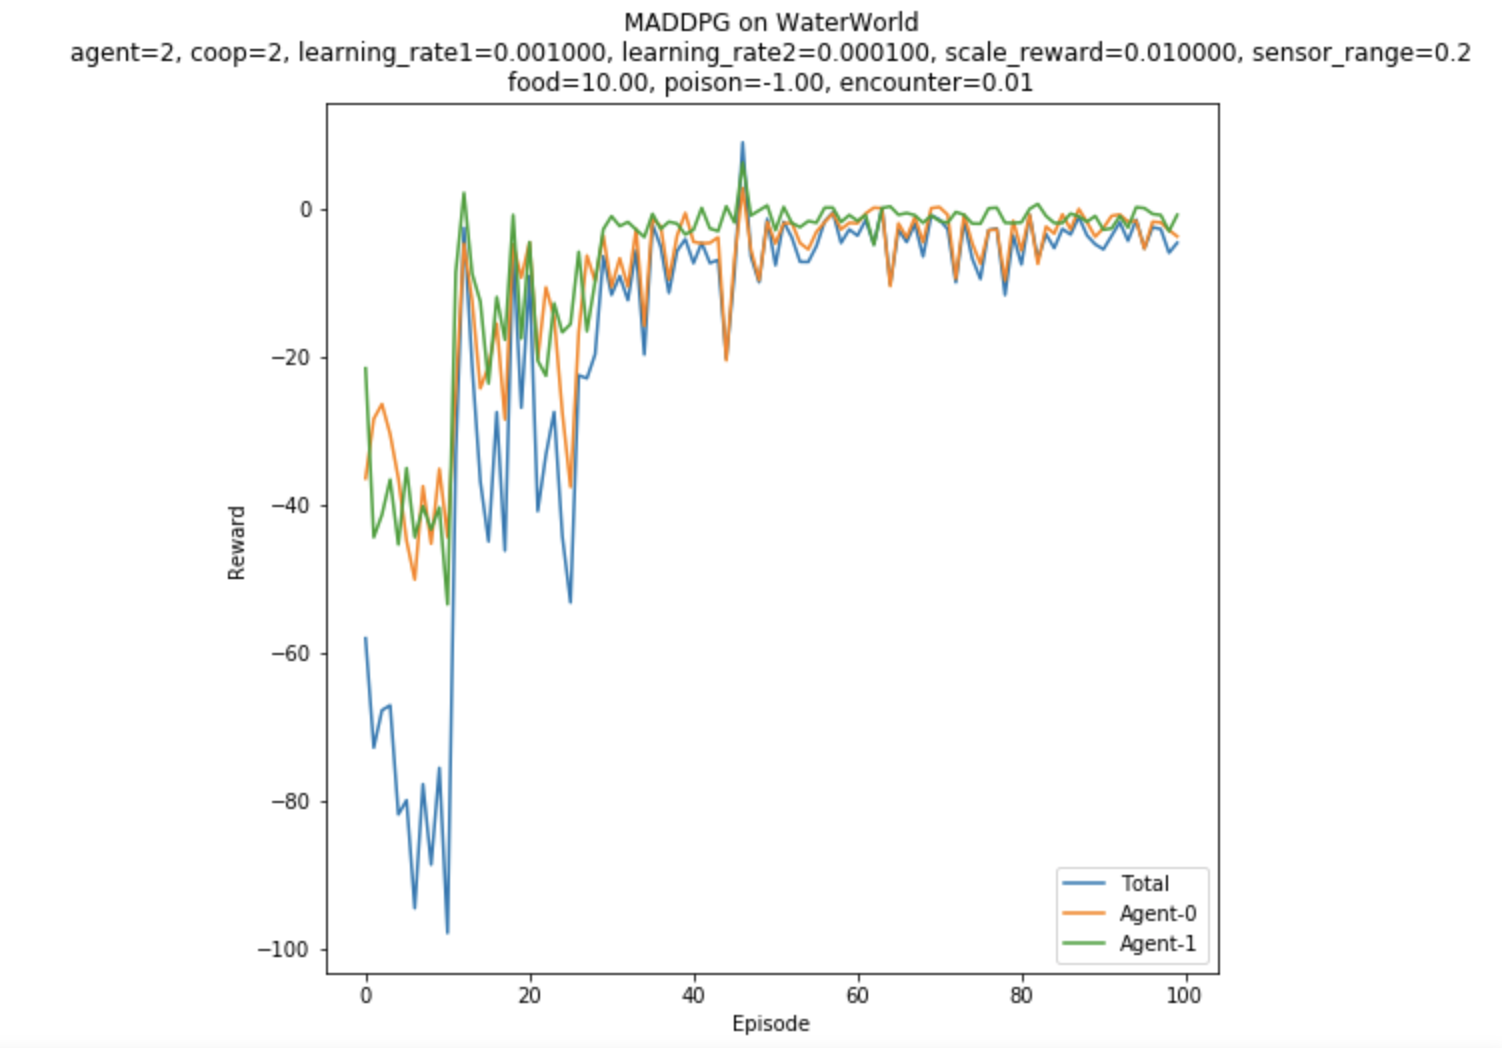 MADDPG on WaterWorld
agent=2, coop=2, learning_rate1=0.001000, learning_rate2=0.000100, scale_reward=0.010000, sensor_range=0.2
food=10.00, poison=-1.00, encounter=0.01
0
−20
−40
−60
−80
−100
Reward
0 20 40 60 80 100
Episode
Total
Agent-0
Agent-1